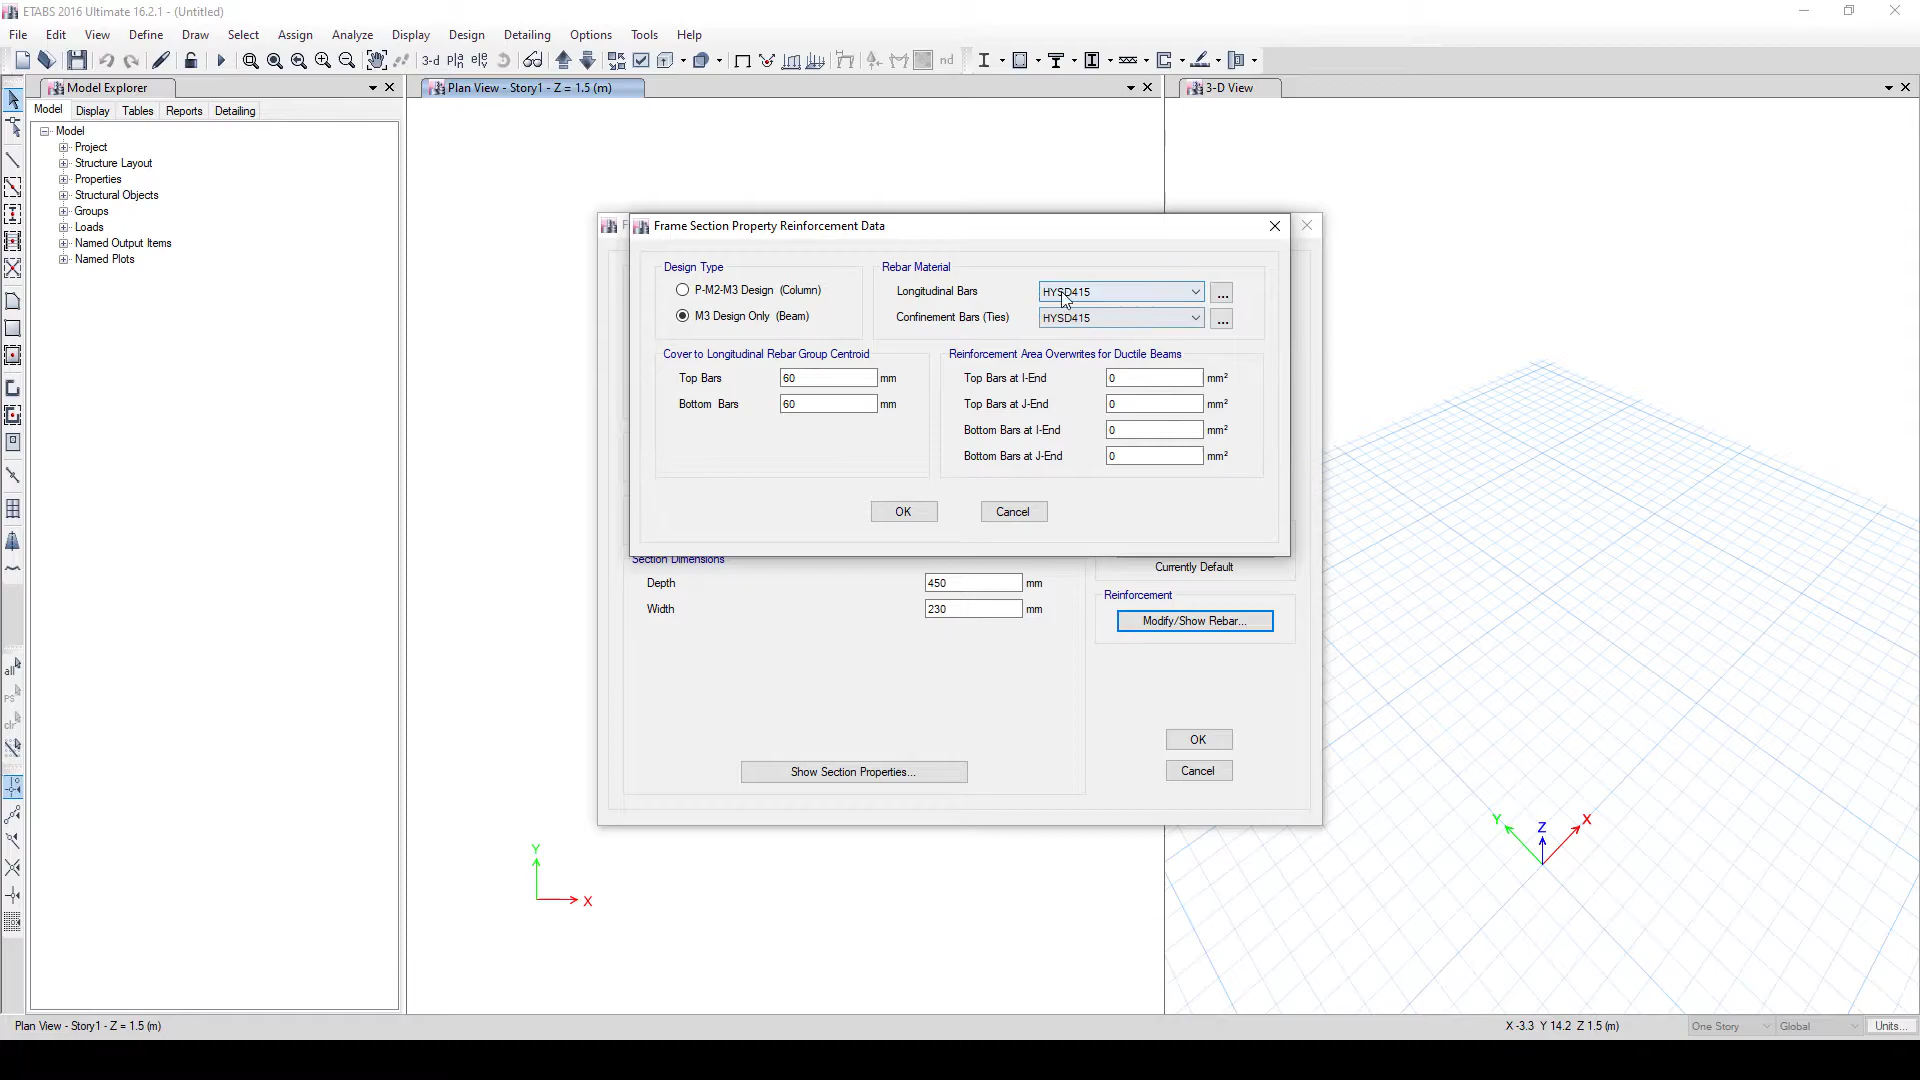 ETABS 2016 Ultimate 16.2.1 - (Untitled)
File Edit View Define Draw Select Assign Analyze Display Design Detailing Options Tools Help
3-d nd
Model Explorer
Plan View - Story1 - Z = 1.5 (m)
3-D View
Model Display Tables Reports Detailing
Model
Project
Structure Layout
Properties
Structural Objects
Groups
Loads
Named Output Items
Named Plots
Frame Section Property Reinforcement Data
Design Type
P-M2-M3 Design (Column)
M3 Design Only (Beam)
Rebar Material
Longitudinal Bars HYSD415 ...
Confinement Bars (Ties) HYSD415 ...
Cover to Longitudinal Rebar Group Centroid
Top Bars 60 mm
Bottom Bars 60 mm
Reinforcement Area Overwrites for Ductile Beams
Top Bars at I-End 0 mm²
Top Bars at J-End 0 mm²
Bottom Bars at I-End 0 mm²
Bottom Bars at J-End 0 mm²
OK Cancel
Section Dimensions
Depth 450 mm
Width 230 mm
Currently Default
Reinforcement
Modify/Show Rebar...
OK
Cancel
Show Section Properties...
all
ps
clr
Y
X
Y
Z
X
Plan View - Story1 - Z = 1.5 (m)
X -3.3 Y 14.2 Z 1.5 (m)
One Story
Global
Units...